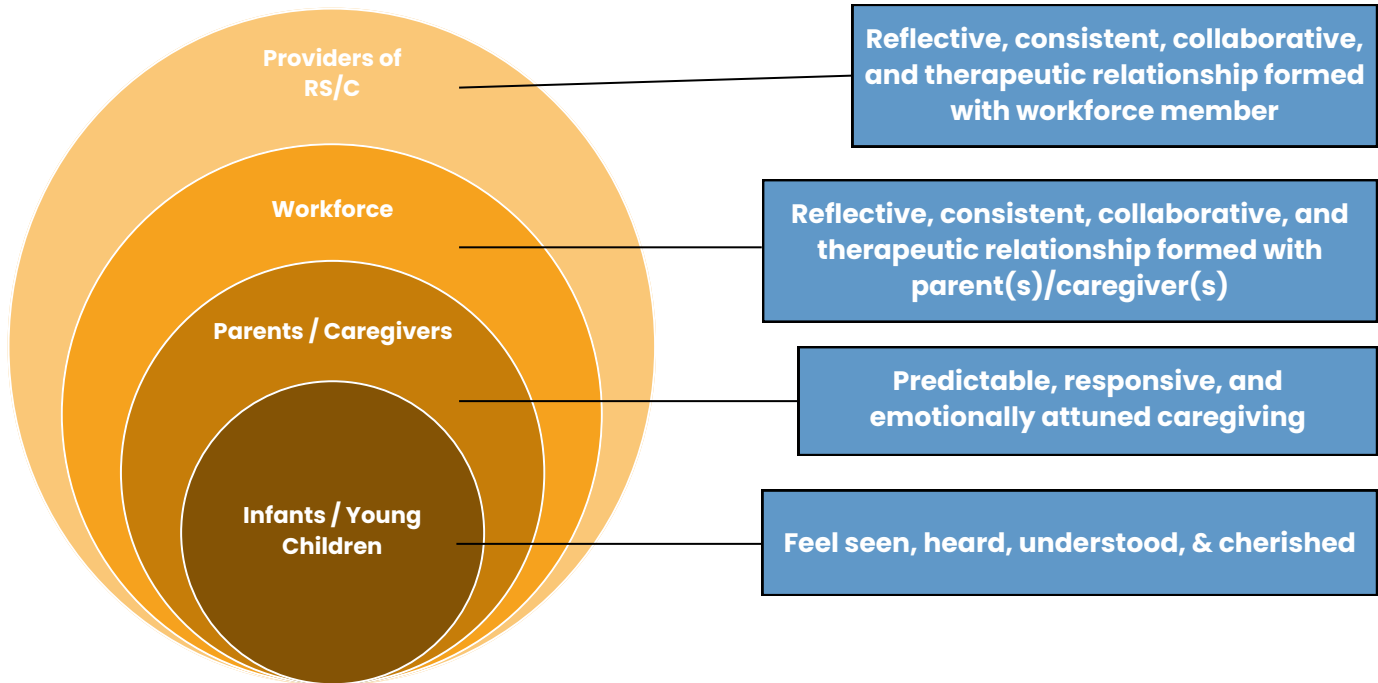 Providers of
RS/C
Reflective, consistent, collaborative,
and therapeutic relationship formed
with workforce member
Workforce
Reflective, consistent, collaborative, and
therapeutic relationship formed with
parent(s)/caregiver(s)
Parents / Caregivers
Predictable, responsive, and
emotionally attuned caregiving
Infants / Young
Children
Feel seen, heard, understood, & cherished